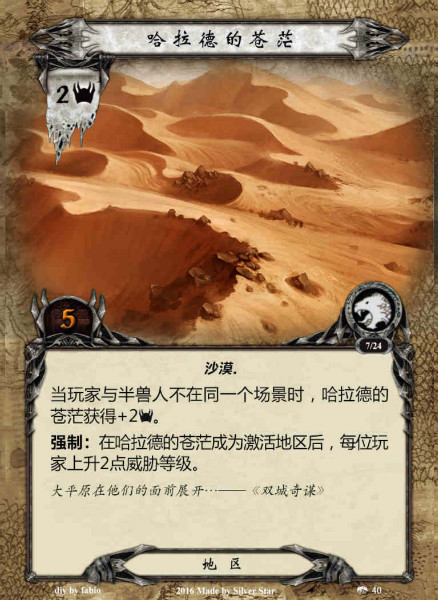 哈拉德的苍茫
2
5
7/24
沙漠.
当玩家与半兽人不在同一个场景时，哈拉德的
苍茫获得+2。
强制：在哈拉德的苍茫成为激活地区后，每位玩
家上升2点威胁等级。
大平原在他们的面前展开…——《双城奇谋》
地区
diy by fabio
2016 Made by Silver Star
40